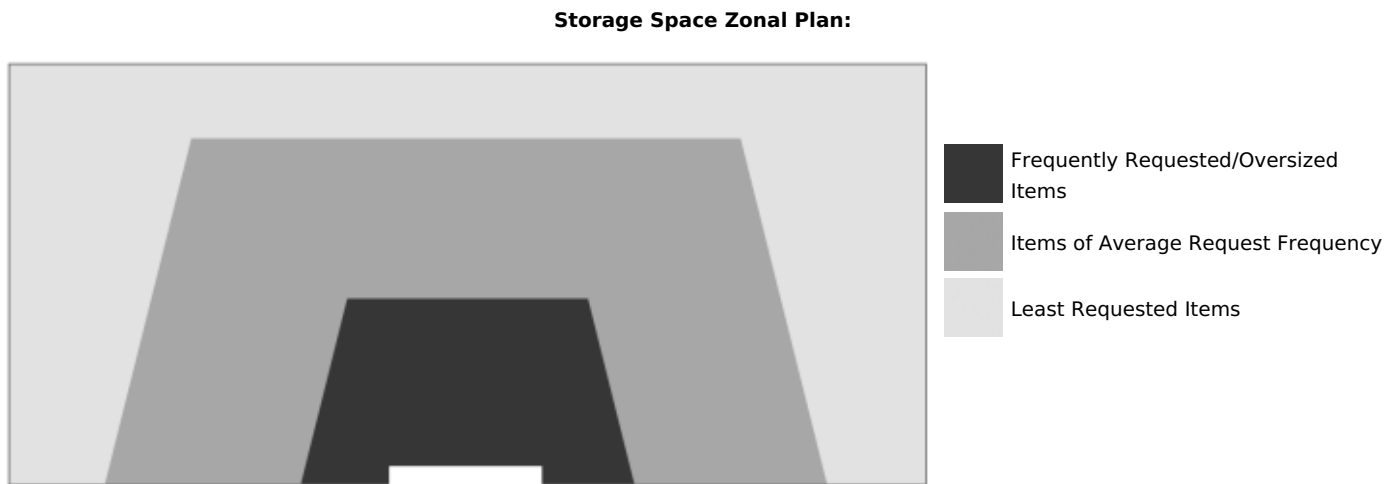 Storage Space Zonal Plan:
Frequently Requested/Oversized
Items
Items of Average Request Frequency
Least Requested Items